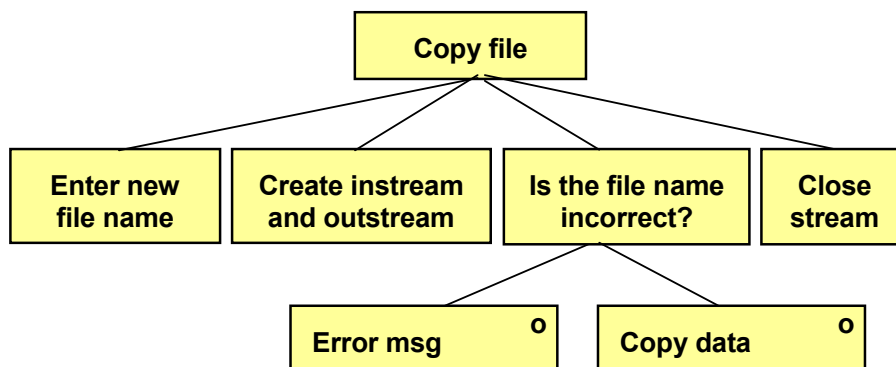 Copy file
Enter new
file name
Create instream
and outstream
Is the file name
incorrect?
Close
stream
Error msg
o
Copy data
o